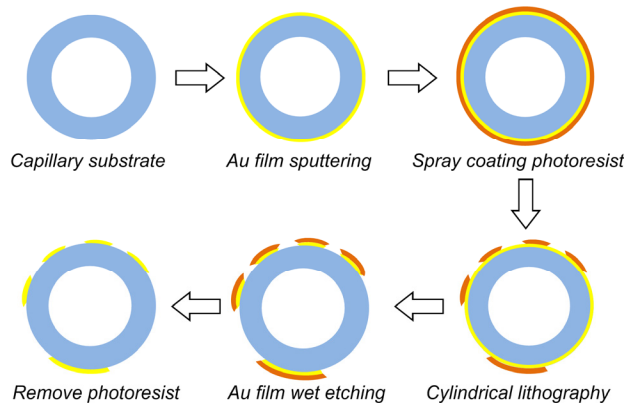 Capillary substrate
Au film sputtering
Spray coating photoresist
Remove photoresist
Au film wet etching
Cylindrical lithography